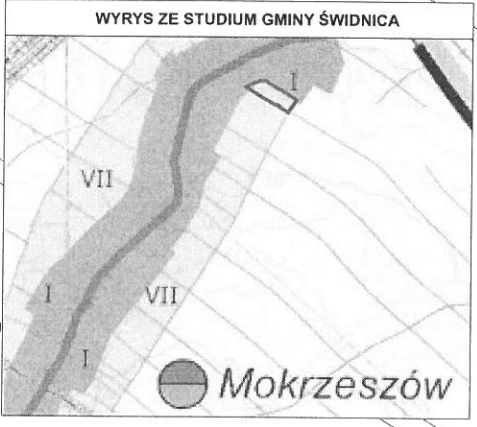 WYRYS ZE STUDIUM GMINY ŚWIDNICA
I
VII
I
VII
I
Mokrzeszów